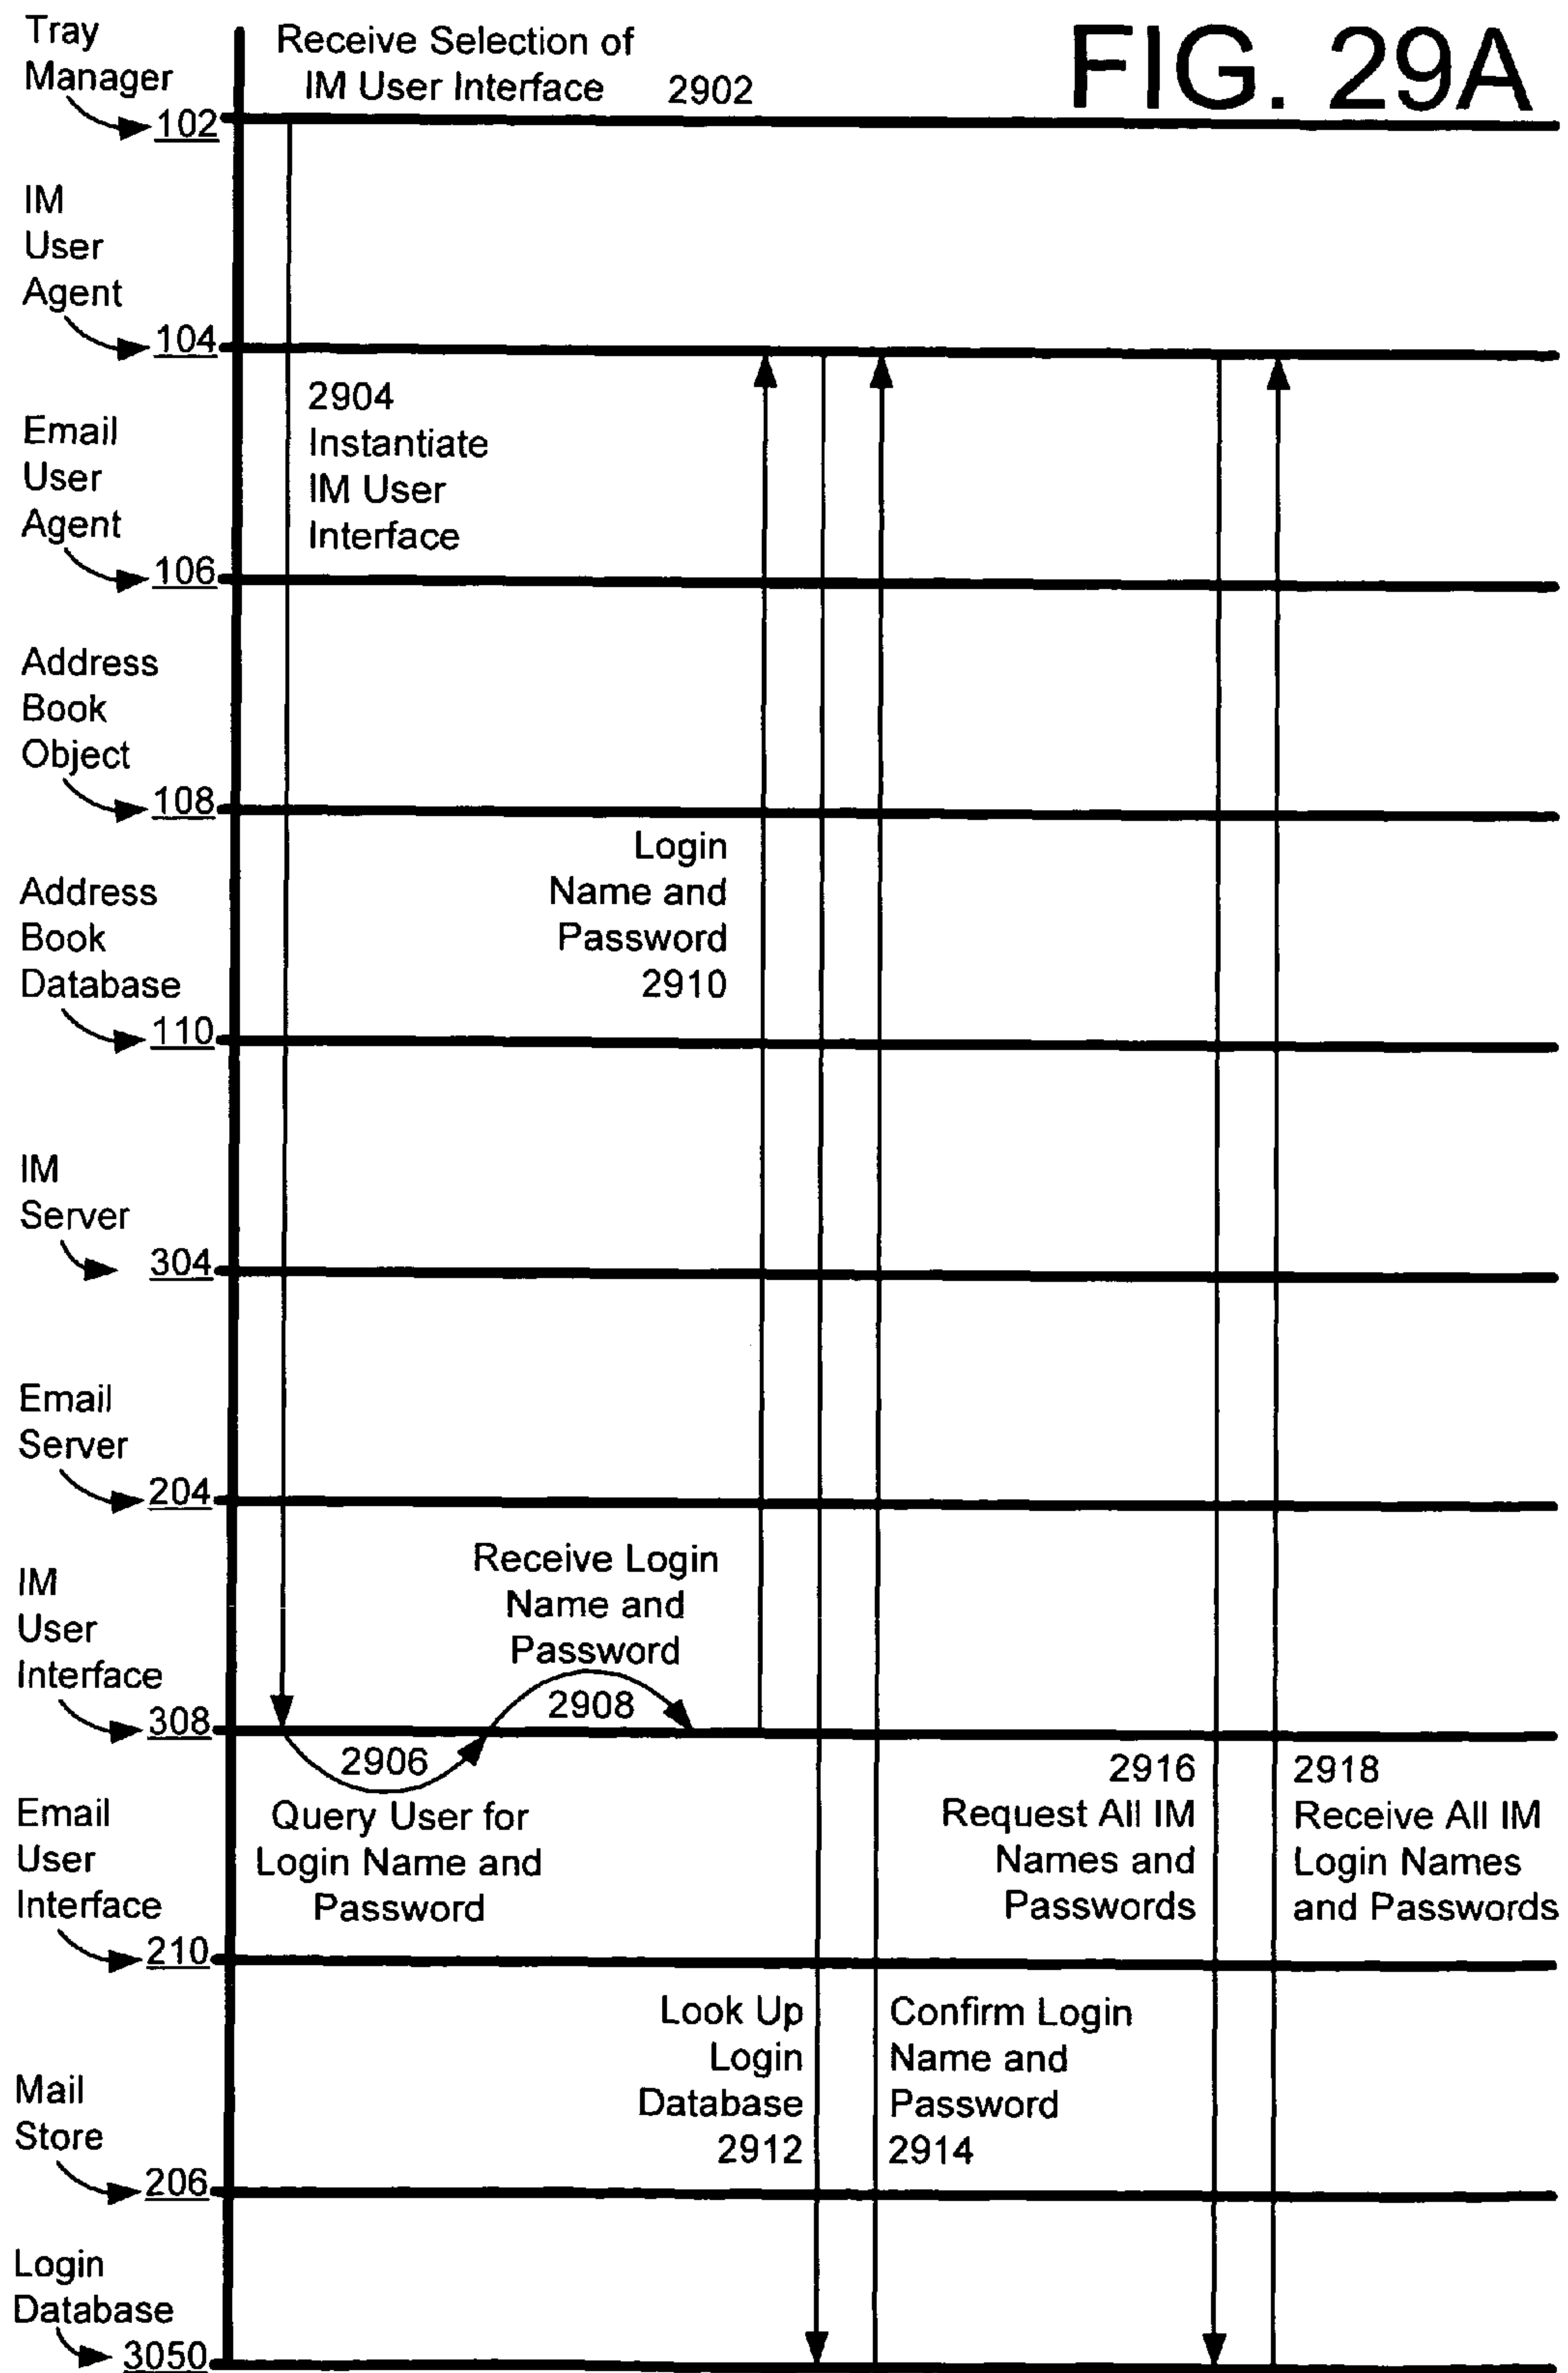 FIG. 29A
Tray
Manager
102
Receive Selection of
IM User Interface 2902
IM
User
Agent
104
2904
Instantiate
IM User
Interface
Email
User
Agent
106
Address
Book
Object
108
Login
Name and
Password
2910
Address
Book
Database
110
IM
Server
304
Email
Server
204
Receive Login
Name and
Password
2908
IM
User
Interface
308
2906
Query User for
Login Name and
Password
2916
Request All IM
Names and
Passwords
2918
Receive All IM
Login Names
and Passwords
Email
User
Interface
210
Look Up
Login
Database
2912
Confirm Login
Name and
Password
2914
Mail
Store
206
Login
Database
3050